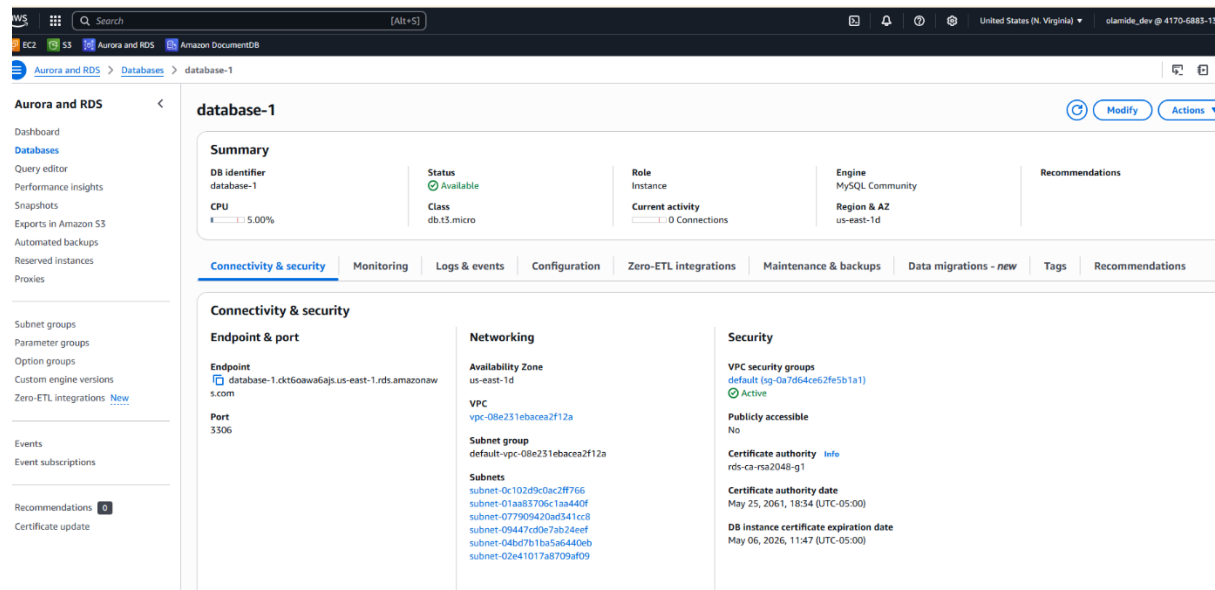 aws
Search
[Alt+S]
United States (N. Virginia)
olamide_dev @ 4170-6883-13
EC2 S3 Aurora and RDS Amazon DocumentDB
Aurora and RDS > Databases > database-1
Aurora and RDS
Dashboard
Databases
Query editor
Performance insights
Snapshots
Exports in Amazon S3
Automated backups
Reserved instances
Proxies
Subnet groups
Parameter groups
Option groups
Custom engine versions
Zero-ETL integrations New
Events
Event subscriptions
Recommendations 0
Certificate update
database-1
Modify
Actions
Summary
DB identifier
database-1
Status
Available
Role
Instance
Engine
MySQL Community
Recommendations
CPU
5.00%
Class
db.t3.micro
Current activity
0 Connections
Region & AZ
us-east-1d
Connectivity & security
Monitoring
Logs & events
Configuration
Zero-ETL integrations
Maintenance & backups
Data migrations - new
Tags
Recommendations
Connectivity & security
Endpoint & port
Endpoint
database-1.ckt6oawa6ajs.us-east-1.rds.amazonaw
s.com
Port
3306
Networking
Availability Zone
us-east-1d
VPC
vpc-08e231ebacea2f12a
Subnet group
default-vpc-08e231ebacea2f12a
Subnets
subnet-0c102d9c0ac2ff766
subnet-01aa83706c1aa440f
subnet-077909420ad341cc8
subnet-09447cd0e7ab24eef
subnet-04bd7b1ba5a6440eb
subnet-02e41017a8709af09
Security
VPC security groups
default (sg-0a7d64ce62fe5b1a1)
Active
Publicly accessible
No
Certificate authority Info
rds-ca-rsa2048-g1
Certificate authority date
May 25, 2061, 18:34 (UTC-05:00)
DB instance certificate expiration date
May 06, 2026, 11:47 (UTC-05:00)